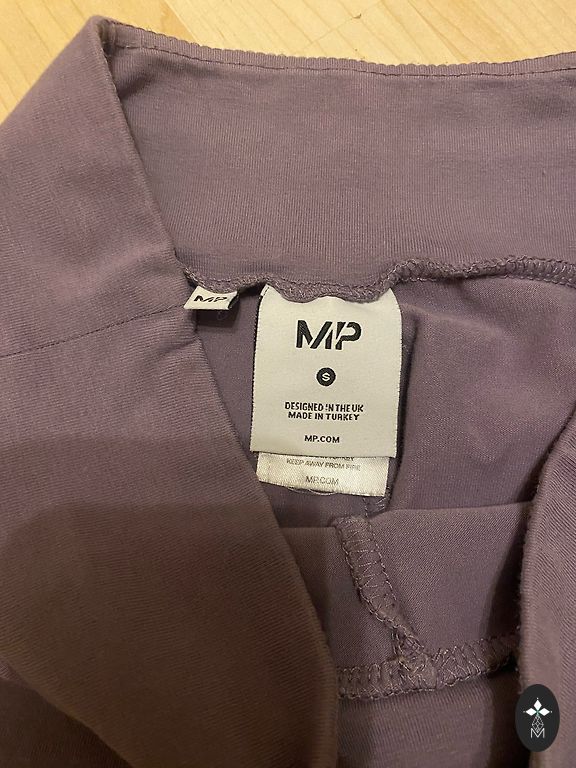 MP
MP
S
DESIGNED IN THE UK
MADE IN TURKEY
MP.COM
KEEP AWAY FROM FIRE
MP.COM
M